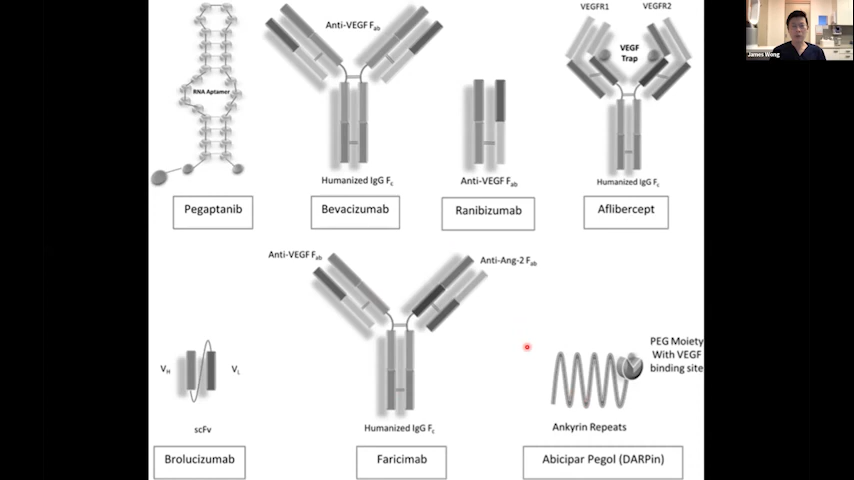 VEGFR1
VEGFR2
Anti-VEGF Fab
VEGF
Trap
RNA Aptamer
Humanized IgG Fc
Anti-VEGF Fab
Humanized IgG Fc
Pegaptanib
Bevacizumab
Ranibizumab
Aflibercept
Anti-VEGF Fab
Anti-Ang-2 Fab
PEG Moiety
With VEGF
binding site
VH
VL
scFv
Humanized IgG Fc
Ankyrin Repeats
Brolucizumab
Faricimab
Abicipar Pegol (DARPin)
James Wong